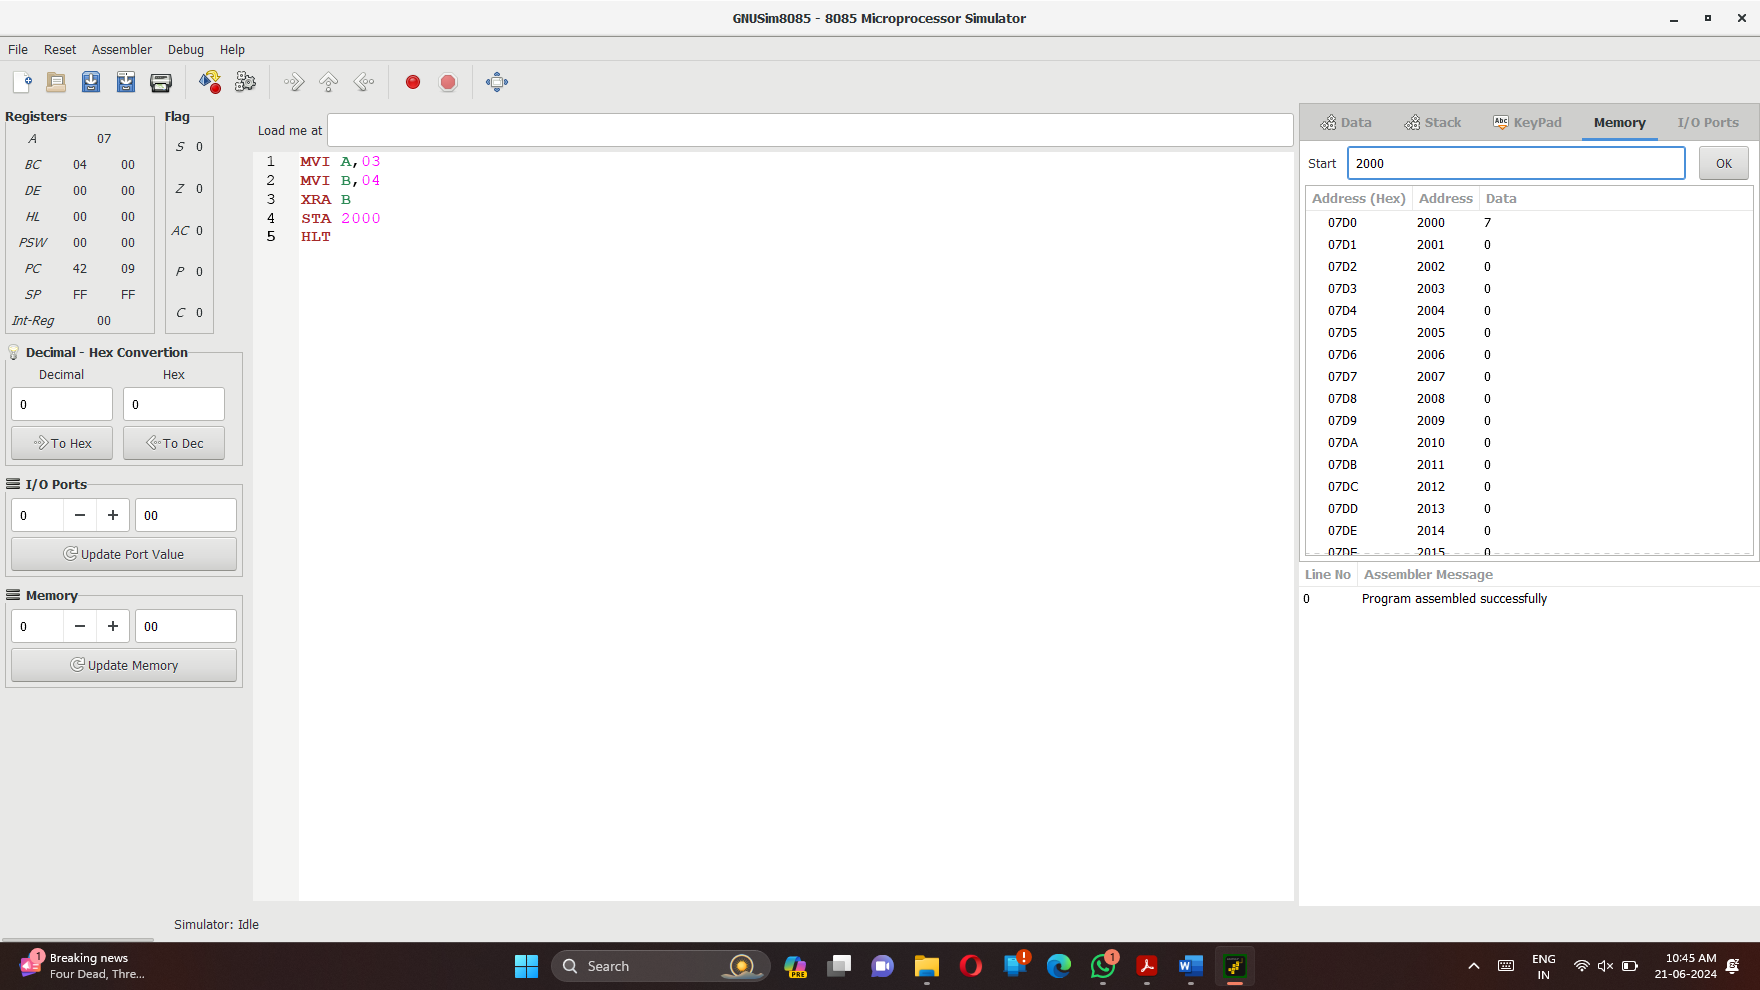 GNUSim8085 - 8085 Microprocessor Simulator
File Reset Assembler Debug Help
Registers
A 07
BC 04 00
DE 00 00
HL 00 00
PSW 00 00
PC 42 09
SP FF FF
Int-Reg 00
Flag
S 0
Z 0
AC 0
P 0
C 0
Decimal - Hex Convertion
Decimal Hex
0 0
To Hex To Dec
I/O Ports
0 − + 00
Update Port Value
Memory
0 − + 00
Update Memory
Load me at
1 MVI A,03
2 MVI B,04
3 XRA B
4 STA 2000
5 HLT
Data Stack Abc KeyPad Memory I/O Ports
Start 2000 OK
Address (Hex) Address Data
07D0 2000 7
07D1 2001 0
07D2 2002 0
07D3 2003 0
07D4 2004 0
07D5 2005 0
07D6 2006 0
07D7 2007 0
07D8 2008 0
07D9 2009 0
07DA 2010 0
07DB 2011 0
07DC 2012 0
07DD 2013 0
07DE 2014 0
07DF 2015 0
Line No Assembler Message
0 Program assembled successfully
Simulator: Idle
1 Breaking news
Four Dead, Thre...
Search
PRE
1
ENG
IN
10:45 AM
21-06-2024